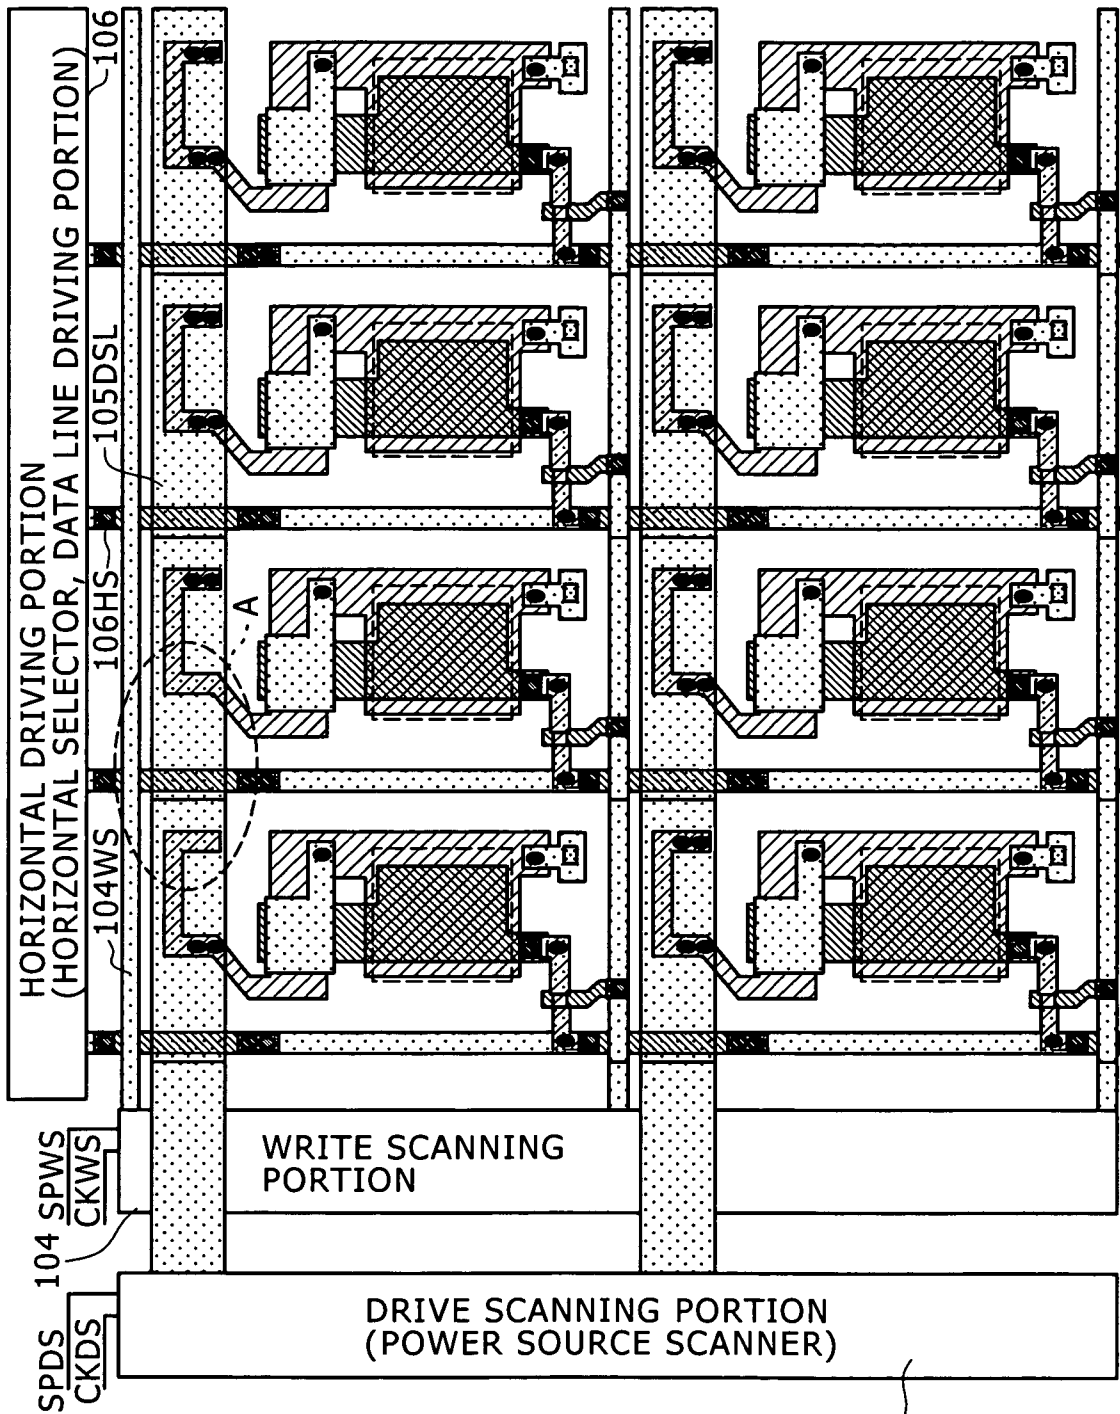 HORIZONTAL DRIVING PORTION
(HORIZONTAL SELECTOR, DATA LINE DRIVING PORTION)
106
104WS
106HS
105DSL
A
104
SPWS
CKWS
WRITE SCANNING
PORTION
SPDS
CKDS
DRIVE SCANNING PORTION
(POWER SOURCE SCANNER)